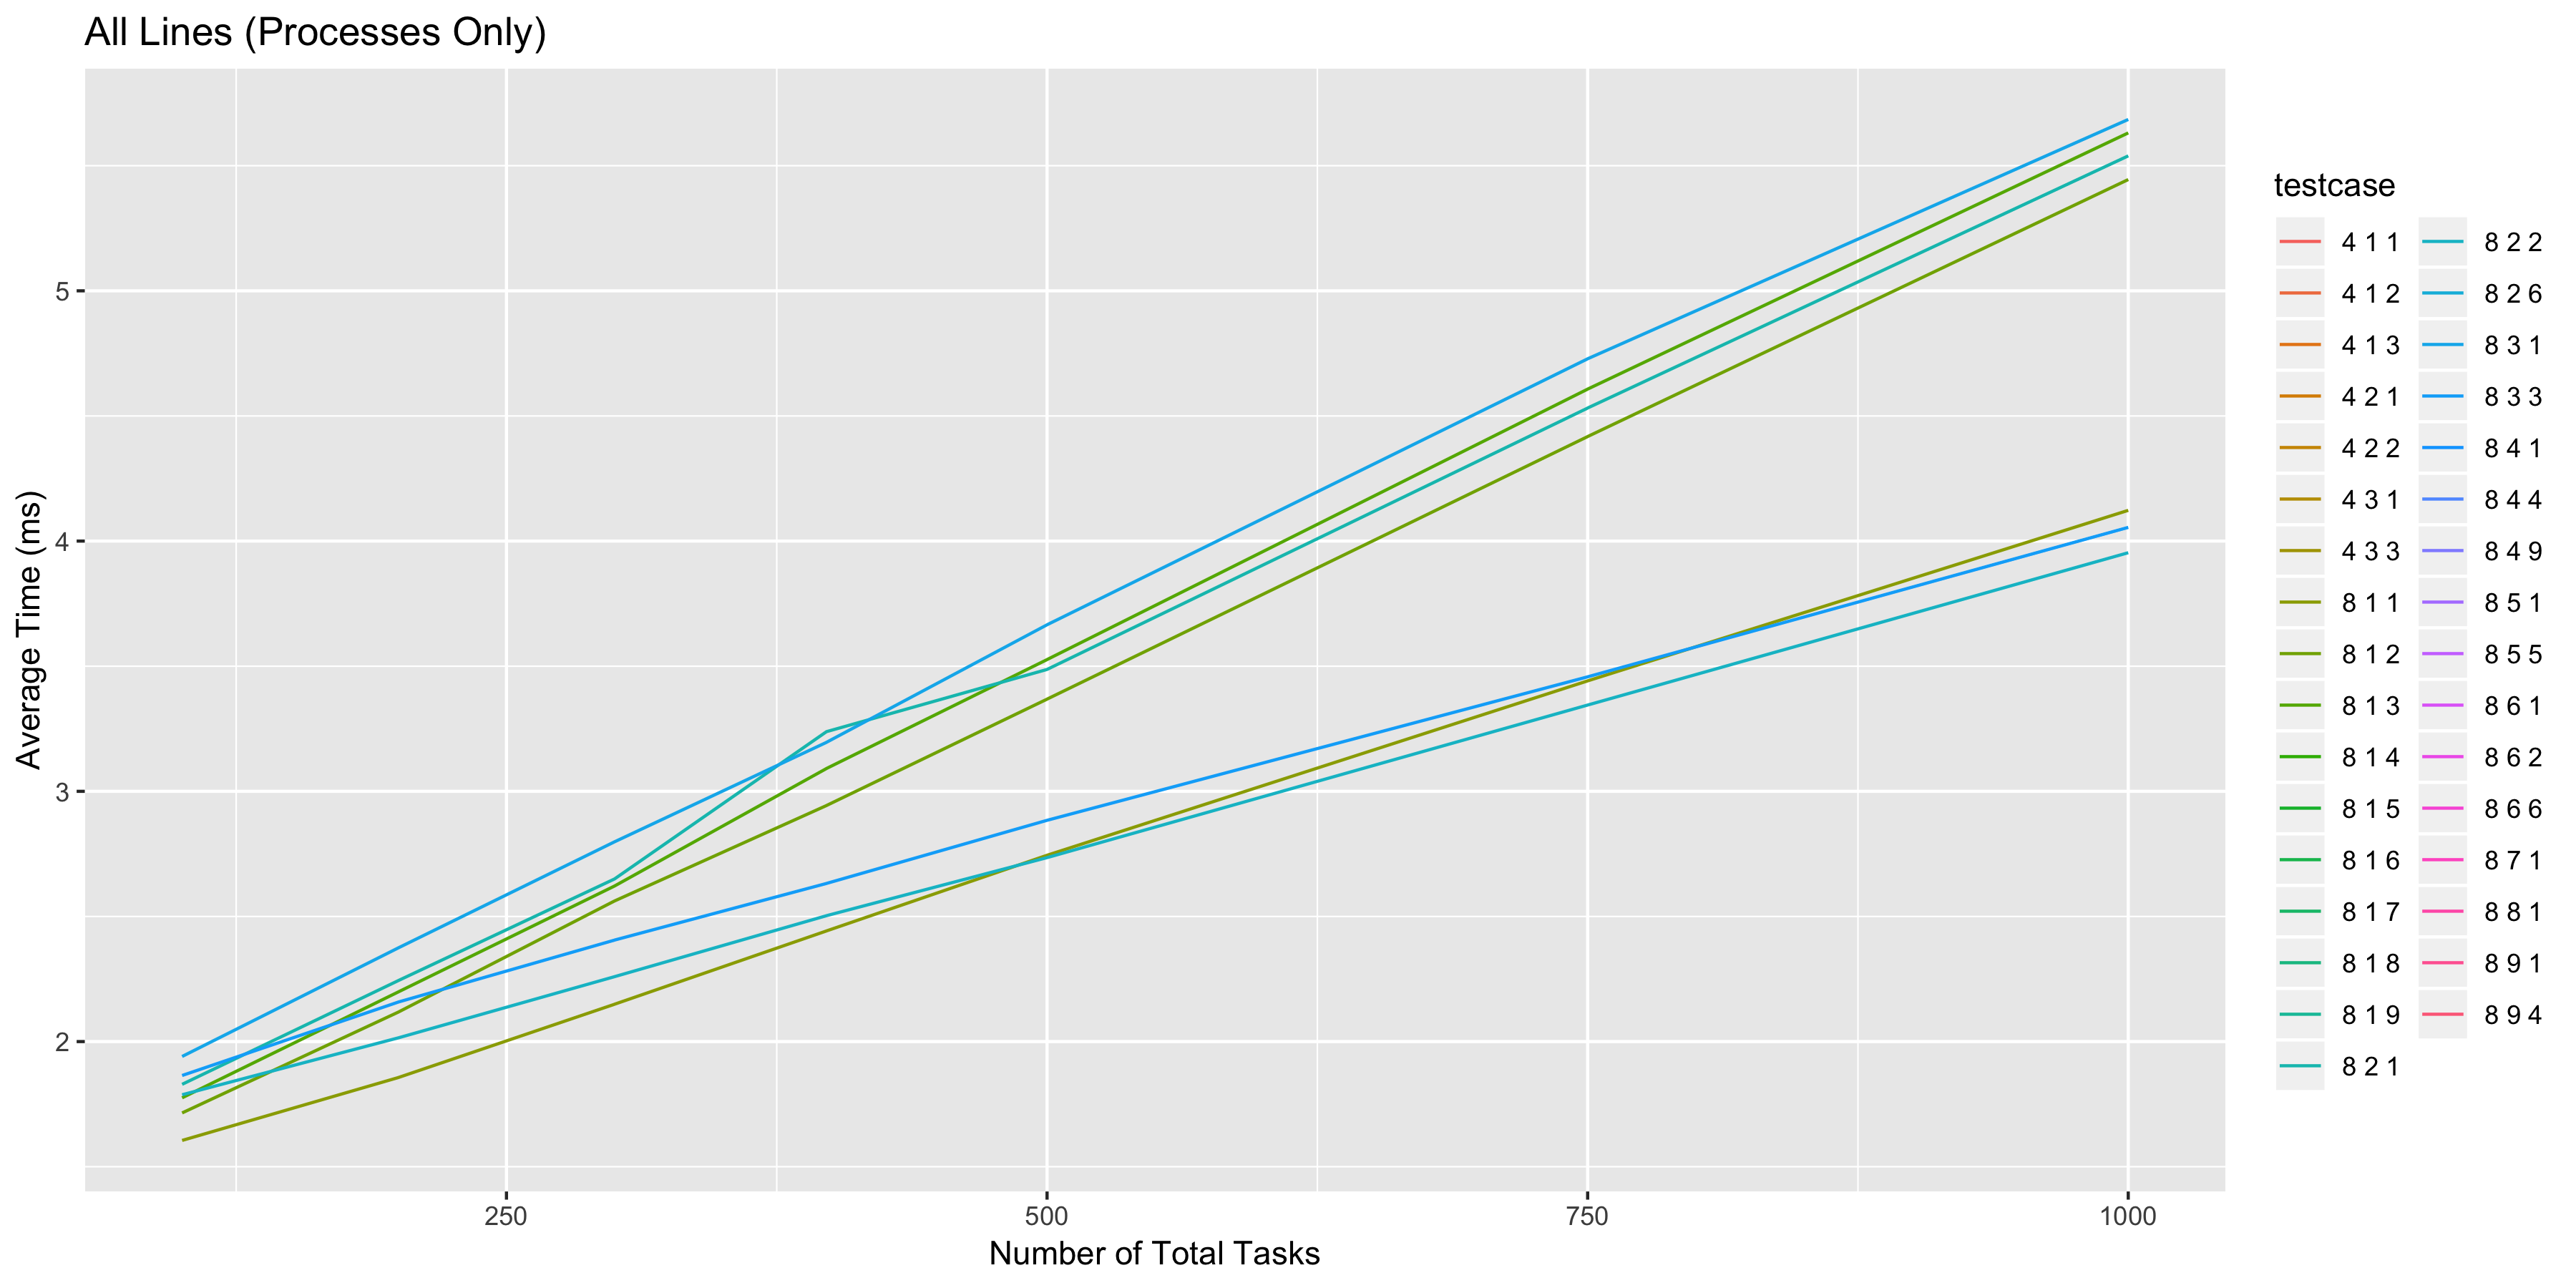 All Lines (Processes Only)
Average Time (ms)
5
4
3
2
250
500
750
1000
Number of Total Tasks
testcase
4 1 1
4 1 2
4 1 3
4 2 1
4 2 2
4 3 1
4 3 3
8 1 1
8 1 2
8 1 3
8 1 4
8 1 5
8 1 6
8 1 7
8 1 8
8 1 9
8 2 1
8 2 2
8 2 6
8 3 1
8 3 3
8 4 1
8 4 4
8 4 9
8 5 1
8 5 5
8 6 1
8 6 2
8 6 6
8 7 1
8 8 1
8 9 1
8 9 4